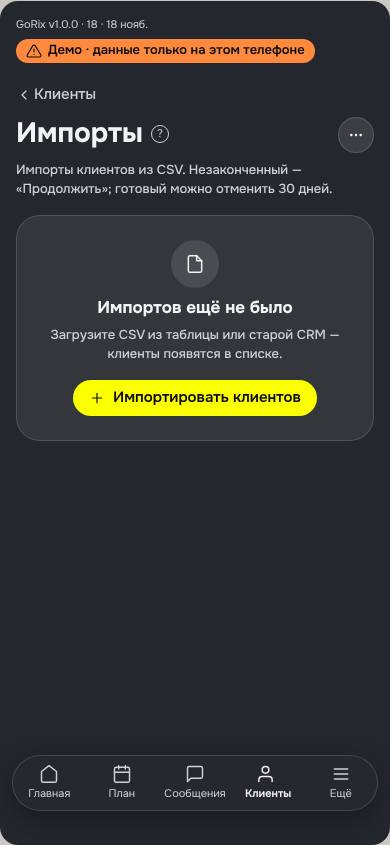 GoRix v1.0.0 · 18 · 18 нояб.
Демо · данные только на этом телефоне
Клиенты
Импорты ?
Импорты клиентов из CSV. Незаконченный —
«Продолжить»; готовый можно отменить 30 дней.
Импортов ещё не было
Загрузите CSV из таблицы или старой CRM —
клиенты появятся в списке.
Импортировать клиентов
Главная План Сообщения Клиенты Ещё